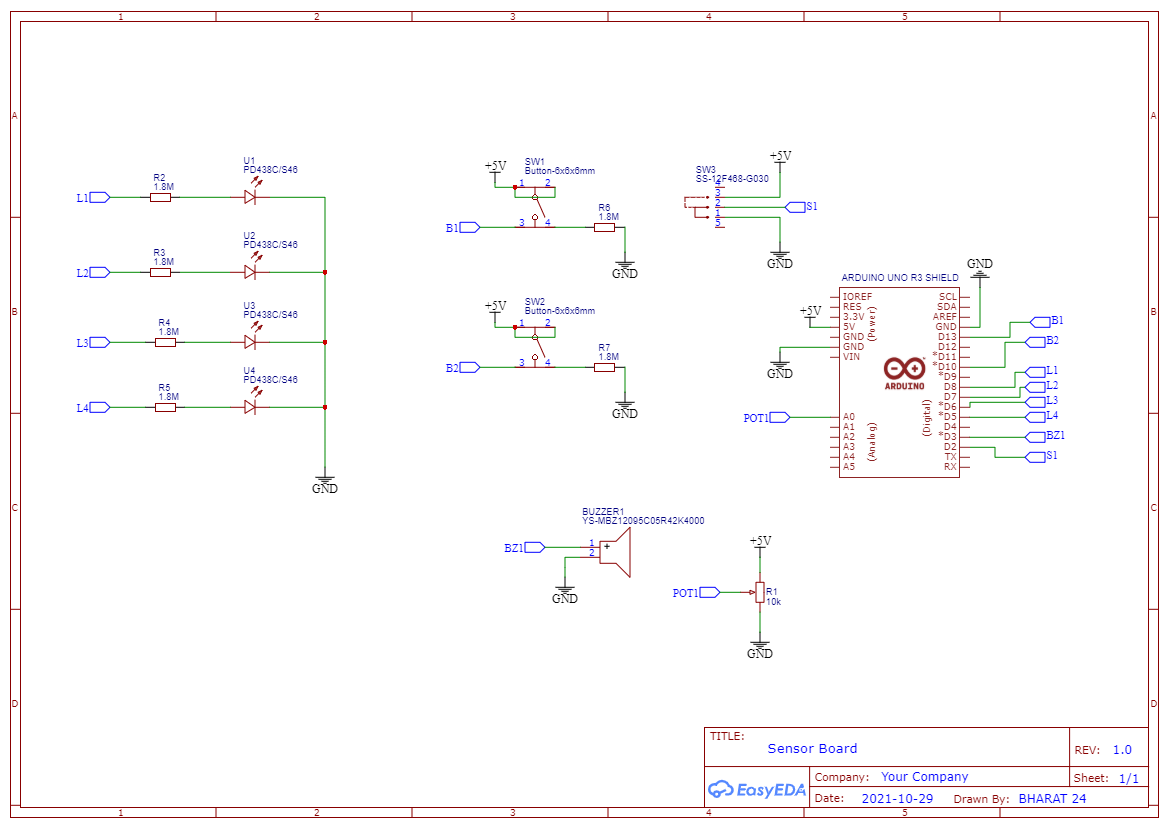 1 2 3 4 5
A A
B B
C C
D D
1 2 3 4 5
U1
PD438C/S46
R2
1.8M
L1
U2
PD438C/S46
R3
1.8M
L2
U3
PD438C/S46
R4
1.8M
L3
U4
PD438C/S46
R5
1.8M
L4
GND
+5V
SW1
Button-6x6x6mm
1 2
3 4
B1
R6
1.8M
GND
+5V
SW2
Button-6x6x6mm
1 2
3 4
B2
R7
1.8M
GND
+5V
SW3
SS-12F468-G030
4
3
2
1
5
S1
GND
GND
ARDUINO UNO R3 SHIELD
+5V
GND
POT1
IOREF
RES
3.3V
5V
GND
GND
VIN
(Power)
A0
A1
A2
A3
A4
A5
(Analog)
ARDUINO
(Digital)
SCL
SDA
AREF
GND
D13
D12
*D11
*D10
*D9
D8
D7
*D6
*D5
D4
*D3
D2
TX
RX
B1
B2
L1
L2
L3
L4
BZ1
S1
BUZZER1
YS-MBZ12095C05R42K4000
BZ1
1
2
+
GND
+5V
POT1
R1
10k
GND
TITLE:
Sensor Board
REV: 1.0
EasyEDA
Company: Your Company
Sheet: 1/1
Date: 2021-10-29 Drawn By: BHARAT 24